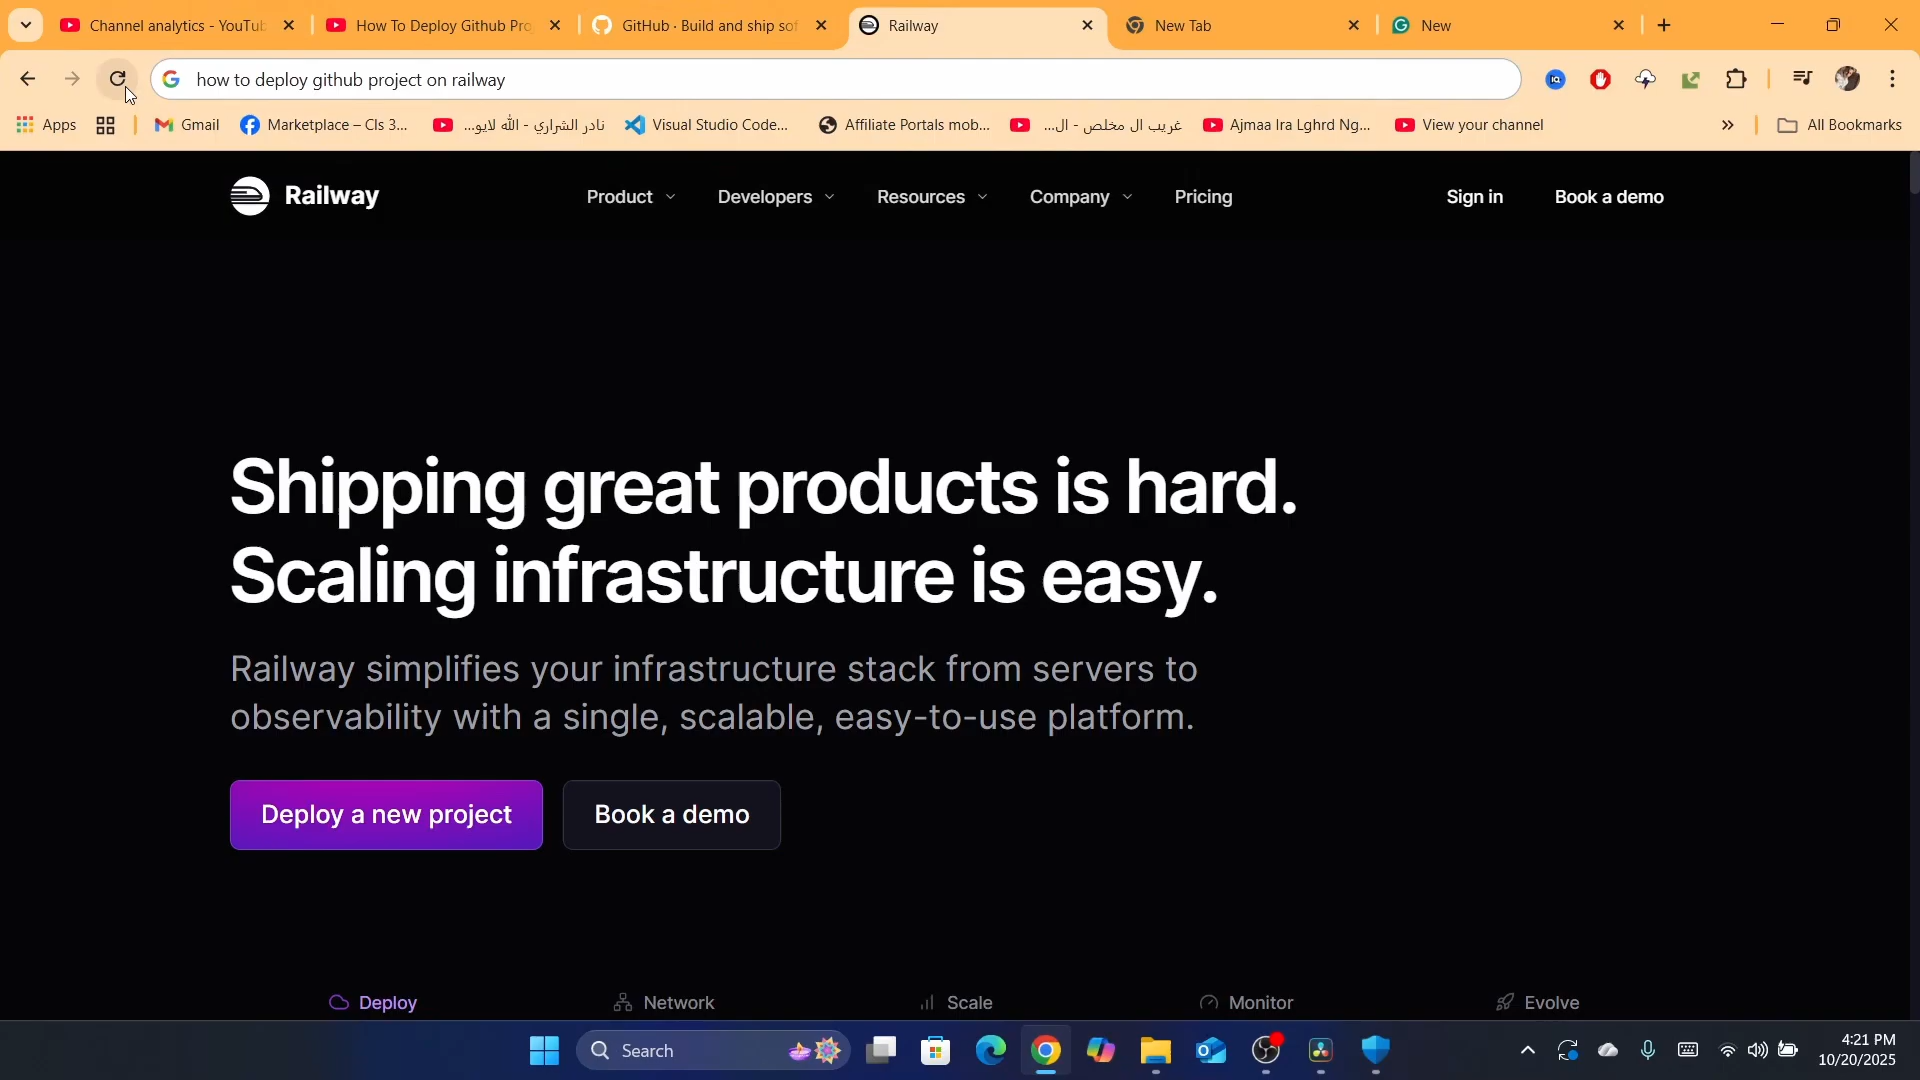 Channel analytics - YouTub
How To Deploy Github Pro
GitHub · Build and ship sof
Railway
New Tab
New
how to deploy github project on railway
Apps
Gmail
Marketplace – Cls 3...
نادر الشراري - الله لايو...
Visual Studio Code...
Affiliate Portals mob...
غريب ال مخلص - ال...
Ajmaa Ira Lghrd Ng...
View your channel
All Bookmarks
Railway
Product
Developers
Resources
Company
Pricing
Sign in
Book a demo
Shipping great products is hard.
Scaling infrastructure is easy.
Railway simplifies your infrastructure stack from servers to
observability with a single, scalable, easy-to-use platform.
Deploy a new project
Book a demo
Deploy
Network
Scale
Monitor
Evolve
Search
4:21 PM
10/20/2025